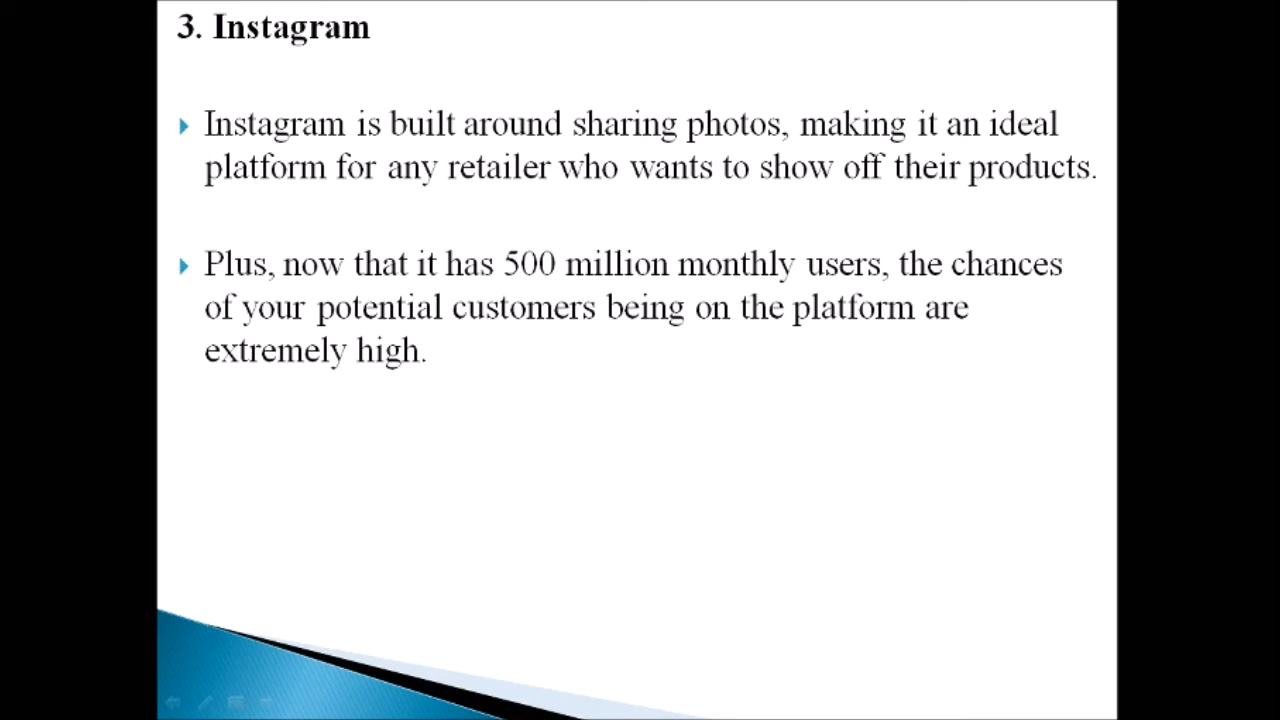 3. Instagram
Instagram is built around sharing photos, making it an ideal
platform for any retailer who wants to show off their products.
Plus, now that it has 500 million monthly users, the chances
of your potential customers being on the platform are
extremely high.